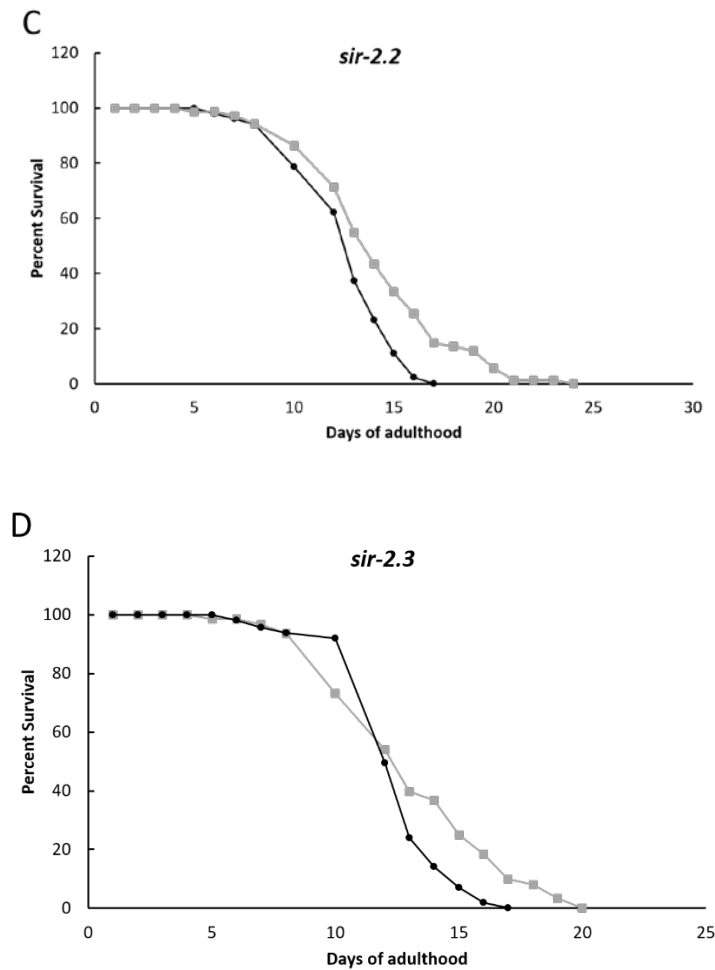 C
sir-2.2
120
100
80
60
40
20
0
Percent Survival
0 5 10 15 20 25 30
Days of adulthood
D
sir-2.3
120
100
80
60
40
20
0
Percent Survival
0 5 10 15 20 25
Days of adulthood